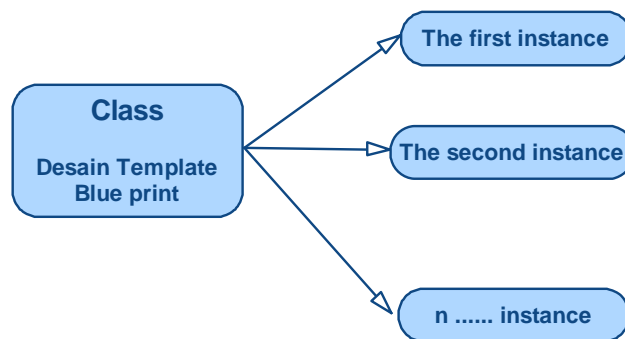 Class
Desain Template
Blue print
The first instance
The second instance
n ...... instance